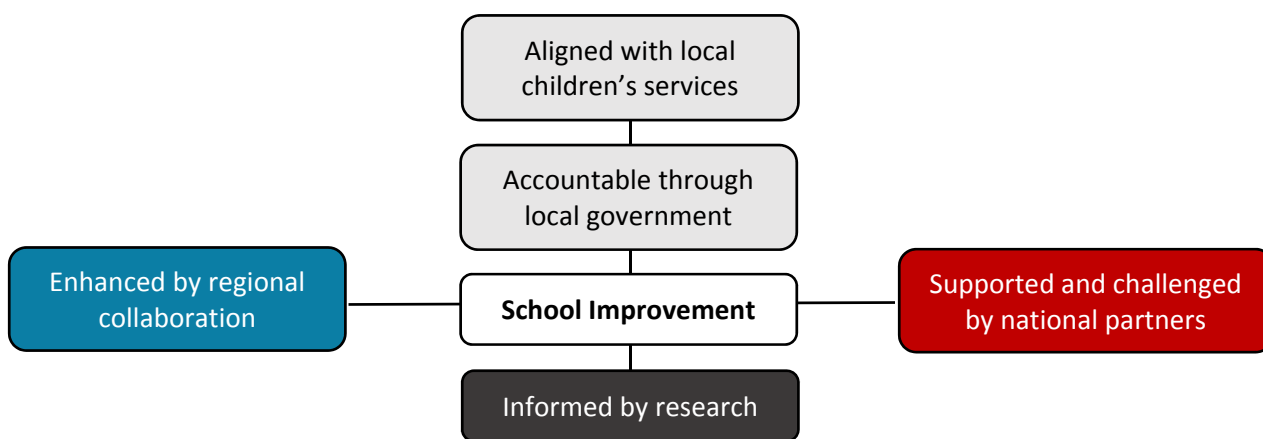 Aligned with local
children’s services
Accountable through
local government
Enhanced by regional
collaboration
School Improvement
Supported and challenged
by national partners
Informed by research